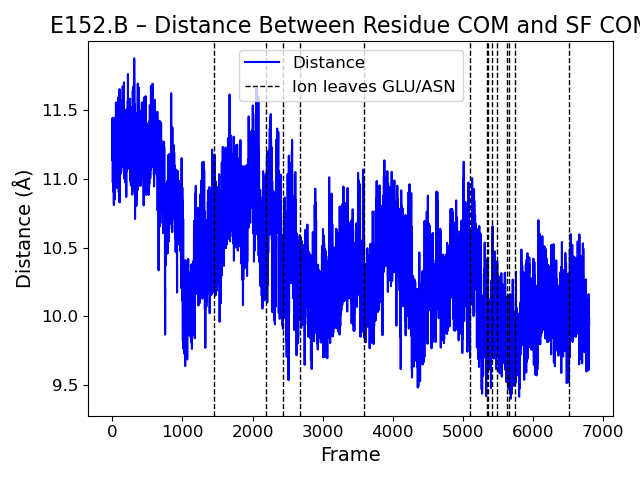 E152.B – Distance Between Residue COM and SF COM
Distance
Ion leaves GLU/ASN
Distance (Å)
11.5
11.0
10.5
10.0
9.5
0 1000 2000 3000 4000 5000 6000 7000
Frame